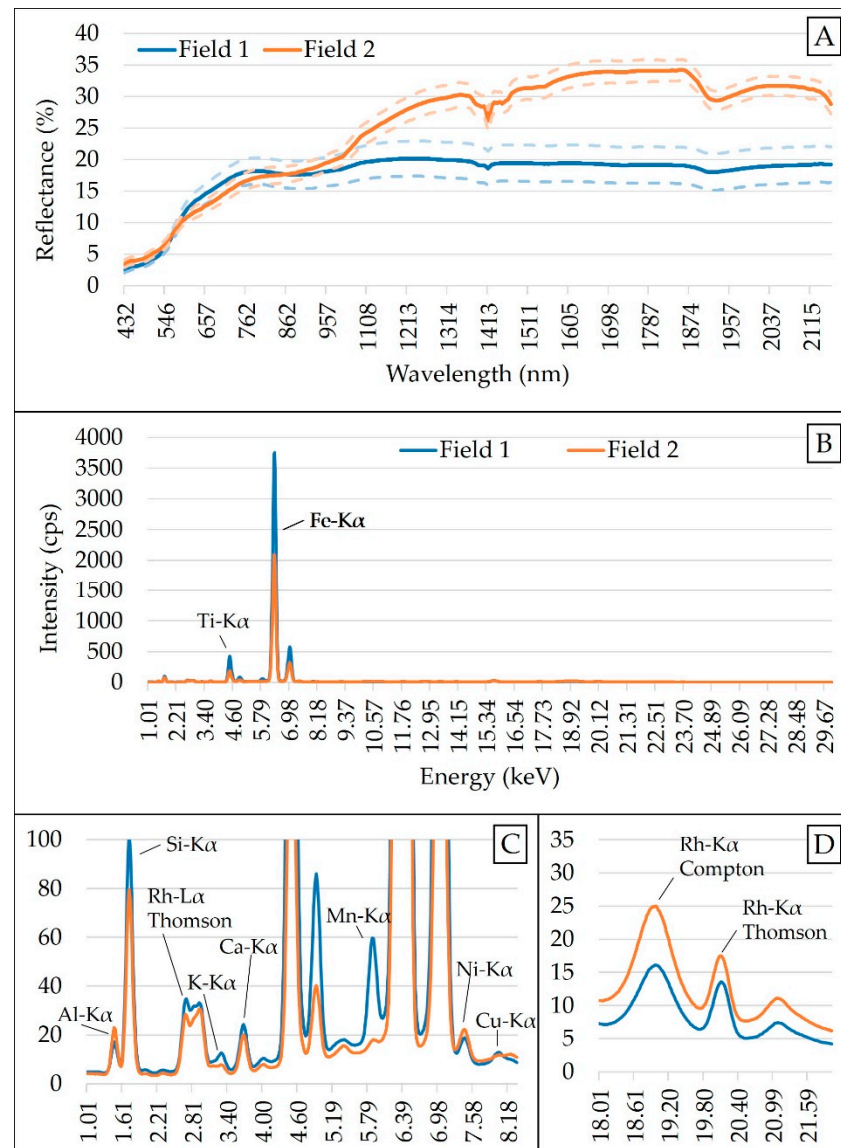 40
35
30
25
20
15
10
5
0
Reflectance (%)
Field 1 Field 2
A
432 546 657 762 862 957 1108 1213 1314 1413 1511 1605 1698 1787 1874 1957 2037 2115
Wavelength (nm)
4000
3500
3000
2500
2000
1500
1000
500
0
Intensity (cps)
Field 1 Field 2
B
Fe-Kα
Ti-Kα
1.01 2.21 3.40 4.60 5.79 6.98 8.18 9.37 10.57 11.76 12.95 14.15 15.34 16.54 17.73 18.92 20.12 21.31 22.51 23.70 24.89 26.09 27.28 28.48 29.67
Energy (keV)
100
80
60
40
20
0
C
Si-Kα
Rh-Lα
Thomson
K-Kα
Al-Kα
Ca-Kα
Mn-Kα
Ni-Kα
Cu-Kα
1.01 1.61 2.21 2.81 3.40 4.00 4.60 5.19 5.79 6.39 6.98 7.58 8.18
35
30
25
20
15
10
5
0
D
Rh-Kα
Compton
Rh-Kα
Thomson
18.01 18.61 19.20 19.80 20.40 20.99 21.59